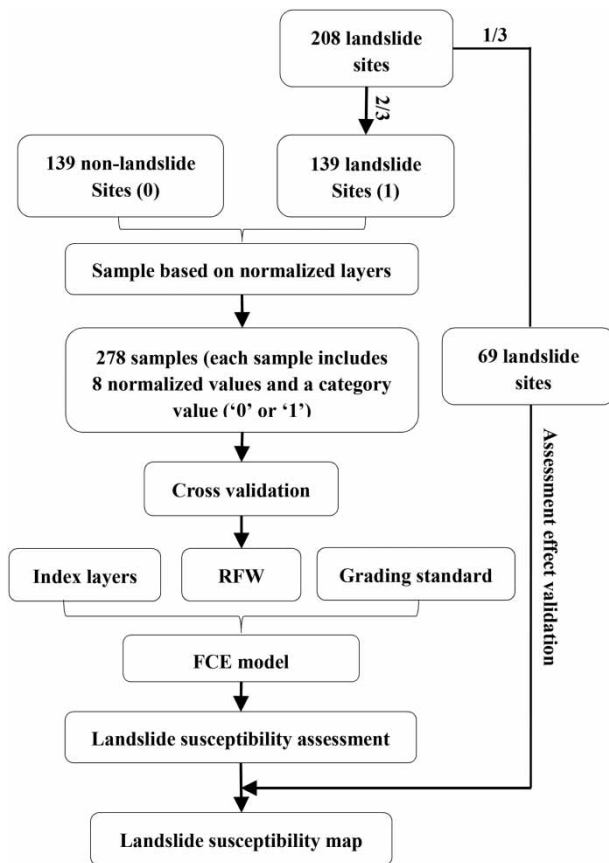 208 landslide
sites
1/3
2/3
139 non-landslide
Sites (0)
139 landslide
Sites (1)
Sample based on normalized layers
278 samples (each sample includes
8 normalized values and a category
value (‘0’ or ‘1’)
69 landslide
sites
Cross validation
Assessment effect validation
Index layers
RFW
Grading standard
FCE model
Landslide susceptibility assessment
Landslide susceptibility map